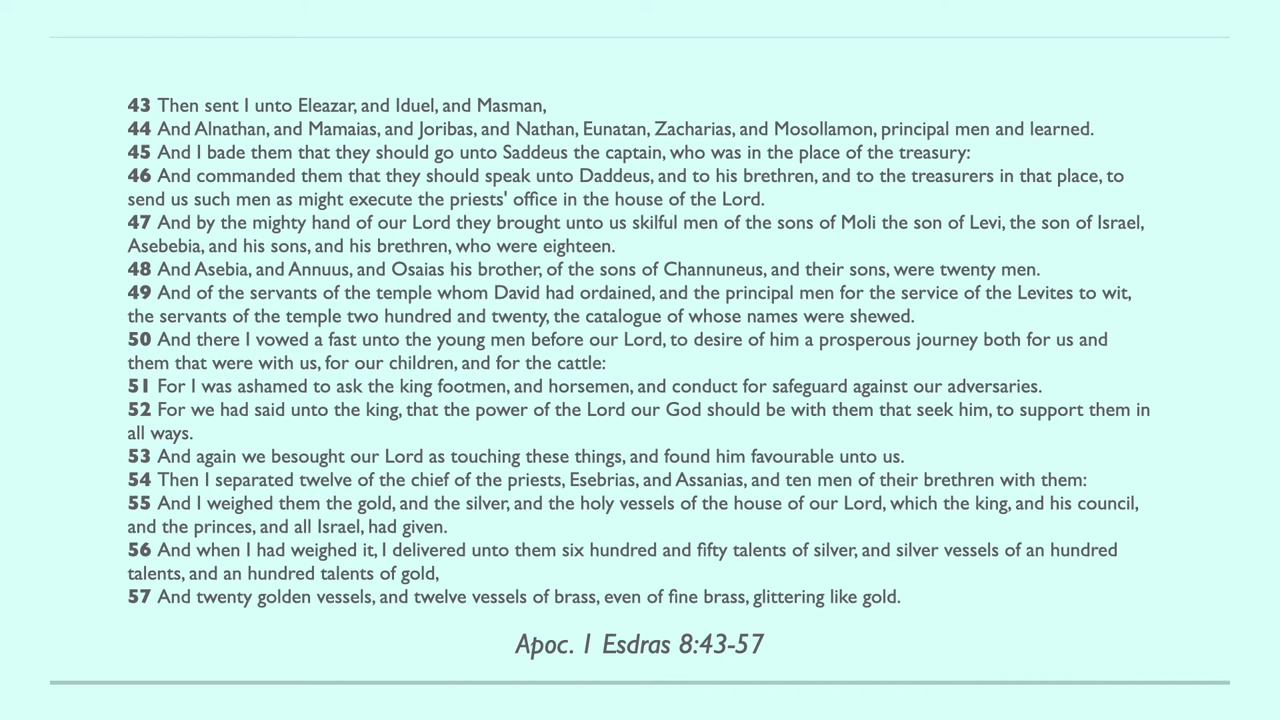 43 Then sent I unto Eleazar, and Iduel, and Masman,
44 And Alnathan, and Mamaias, and Joribas, and Nathan, Eunatan, Zacharias, and Mosollamon, principal men and learned.
45 And I bade them that they should go unto Saddeus the captain, who was in the place of the treasury:
46 And commanded them that they should speak unto Daddeus, and to his brethren, and to the treasurers in that place, to
send us such men as might execute the priests' office in the house of the Lord.
47 And by the mighty hand of our Lord they brought unto us skilful men of the sons of Moli the son of Levi, the son of Israel,
Asebebia, and his sons, and his brethren, who were eighteen.
48 And Asebia, and Annuus, and Osaias his brother, of the sons of Channuneus, and their sons, were twenty men.
49 And of the servants of the temple whom David had ordained, and the principal men for the service of the Levites to wit,
the servants of the temple two hundred and twenty, the catalogue of whose names were shewed.
50 And there I vowed a fast unto the young men before our Lord, to desire of him a prosperous journey both for us and
them that were with us, for our children, and for the cattle:
51 For I was ashamed to ask the king footmen, and horsemen, and conduct for safeguard against our adversaries.
52 For we had said unto the king, that the power of the Lord our God should be with them that seek him, to support them in
all ways.
53 And again we besought our Lord as touching these things, and found him favourable unto us.
54 Then I separated twelve of the chief of the priests, Esebrias, and Assanias, and ten men of their brethren with them:
55 And I weighed them the gold, and the silver, and the holy vessels of the house of our Lord, which the king, and his council,
and the princes, and all Israel, had given.
56 And when I had weighed it, I delivered unto them six hundred and fifty talents of silver, and silver vessels of an hundred
talents, and an hundred talents of gold,
57 And twenty golden vessels, and twelve vessels of brass, even of fine brass, glittering like gold.
Apoc. 1 Esdras 8:43-57